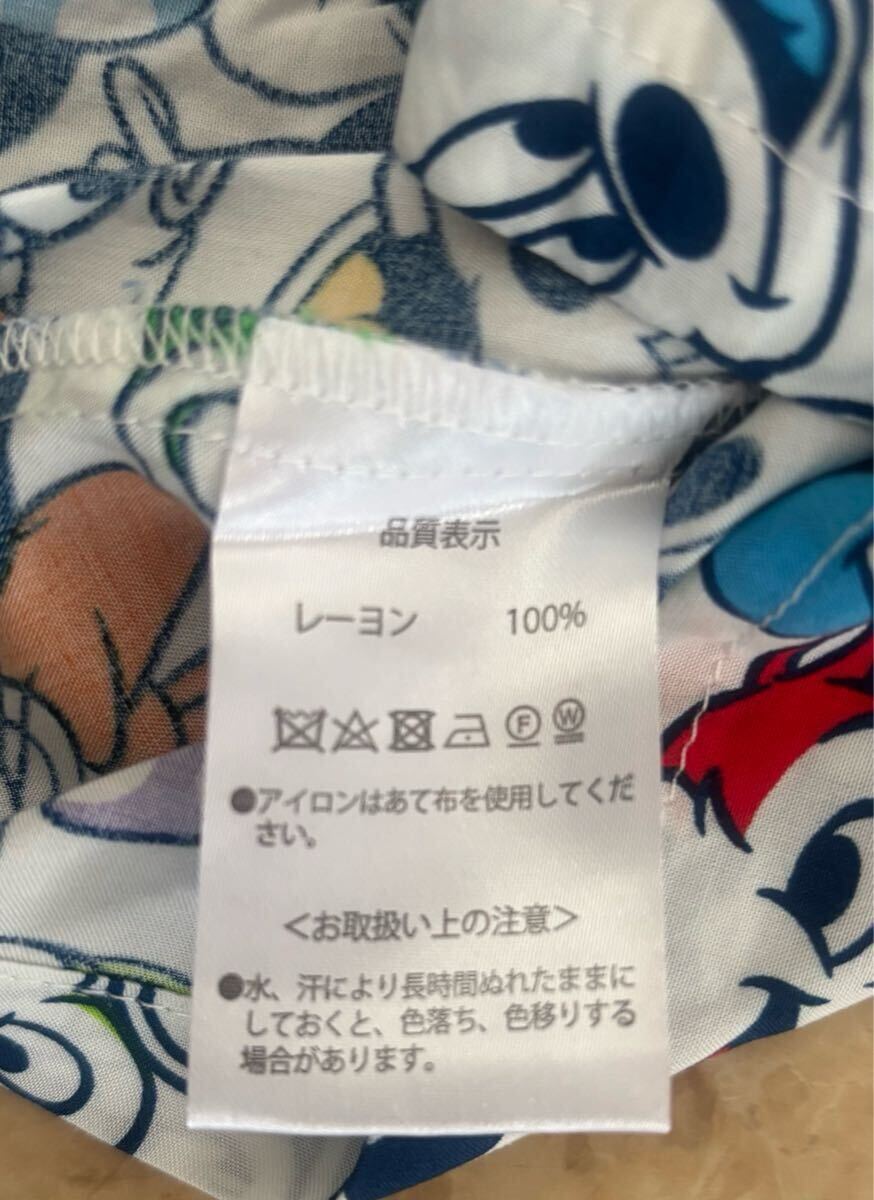 品質表示
レーヨン 100%
F W
●アイロンはあて布を使用してくだ
さい。
＜お取扱い上の注意＞
●水、汗により長時間ぬれたままに
しておくと、色落ち、色移りする
場合があります。